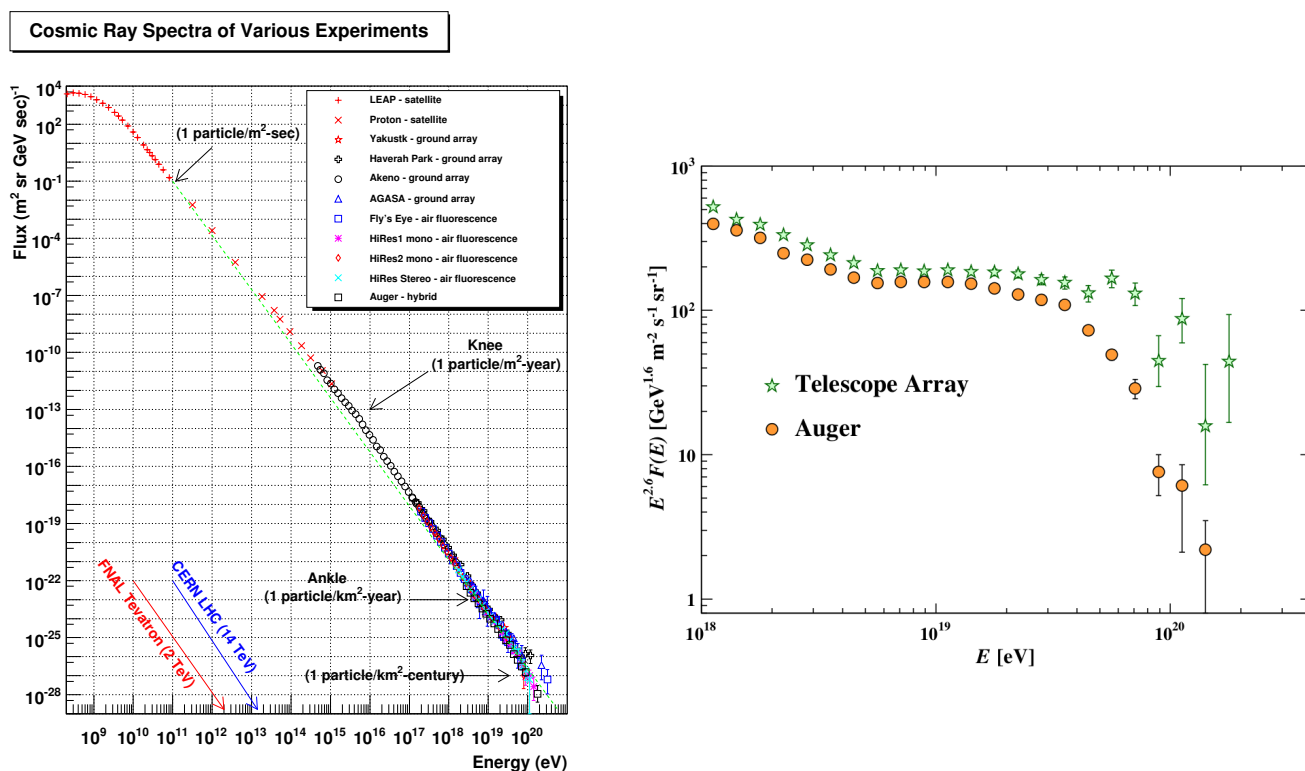 Cosmic Ray Spectra of Various Experiments
Flux (m² sr GeV sec)⁻¹
10⁴
10²
10⁻¹
10⁻⁴
10⁻⁷
10⁻¹⁰
10⁻¹³
10⁻¹⁶
10⁻¹⁹
10⁻²²
10⁻²⁵
10⁻²⁸
LEAP - satellite
Proton - satellite
Yakustk - ground array
Haverah Park - ground array
Akeno - ground array
AGASA - ground array
Fly's Eye - air fluorescence
HiRes1 mono - air fluorescence
HiRes2 mono - air fluorescence
HiRes Stereo - air fluorescence
Auger - hybrid
(1 particle/m²-sec)
Knee
(1 particle/m²-year)
Ankle
(1 particle/km²-year)
(1 particle/km²-century)
FNAL Tevatron (2 TeV)
CERN LHC (14 TeV)
10⁹ 10¹⁰ 10¹¹ 10¹² 10¹³ 10¹⁴ 10¹⁵ 10¹⁶ 10¹⁷ 10¹⁸ 10¹⁹ 10²⁰
Energy (eV)
E²·⁶F(E) [GeV¹·⁶ m⁻² s⁻¹ sr⁻¹]
10³
10²
10
1
Telescope Array
Auger
10¹⁸ 10¹⁹ 10²⁰
E [eV]